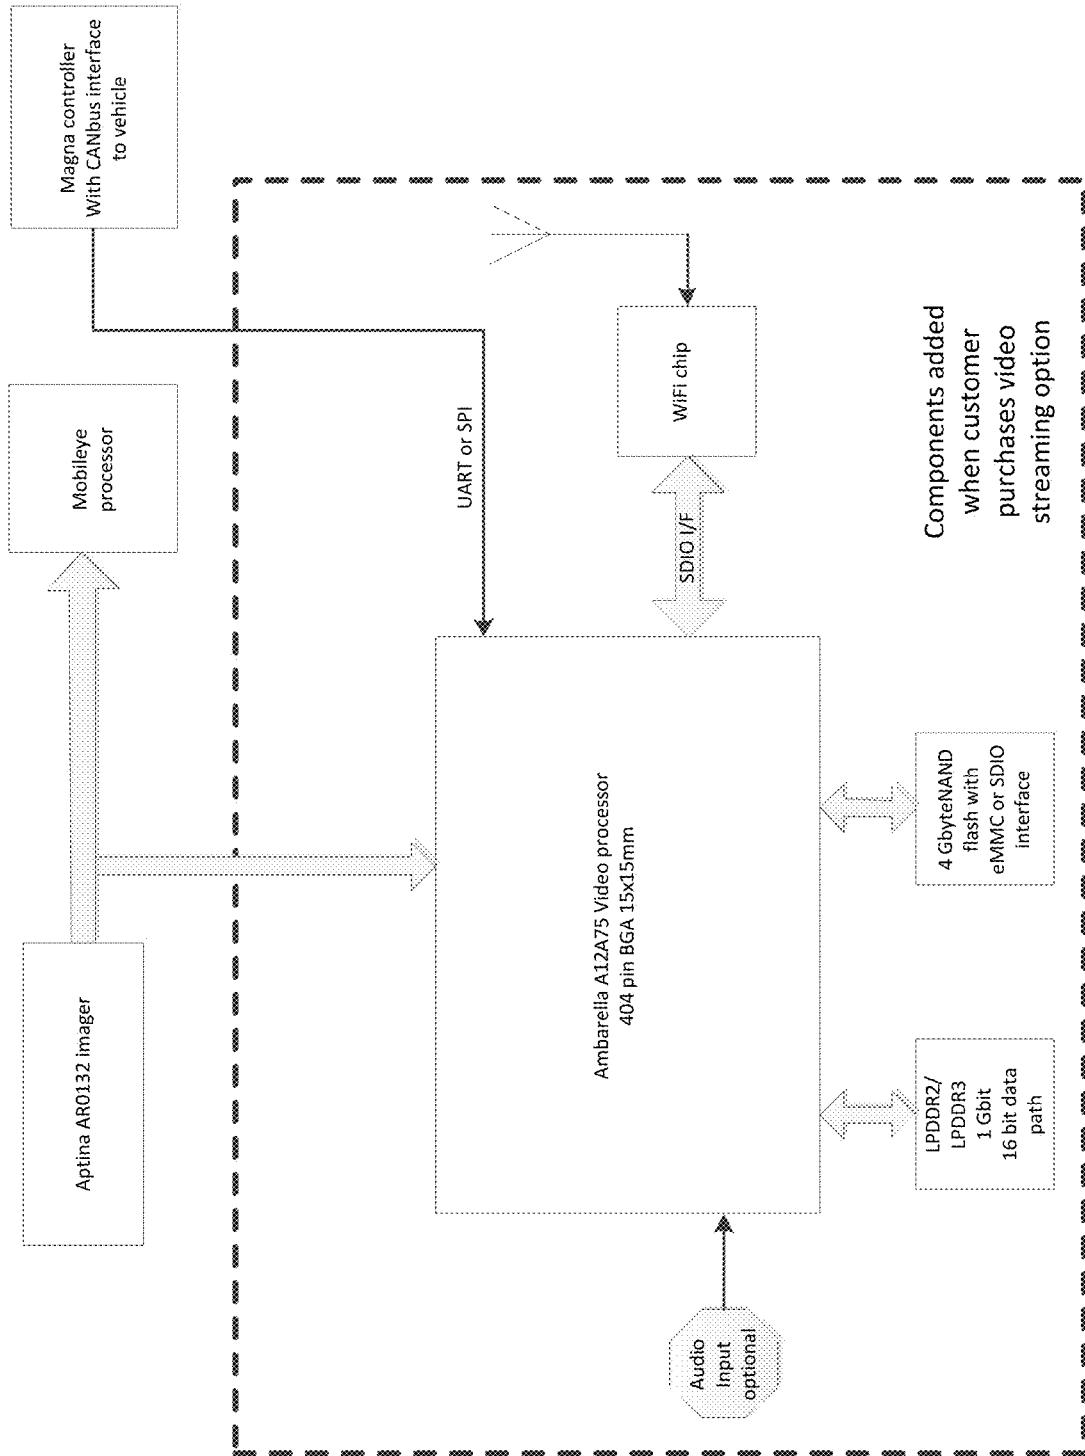 Aptina AR0132 imager
Mobileye
processor
Magna controller
With CANbus interface
to vehicle
UART or SPI
Ambarella A12A75 Video processor
404 pin BGA 15x15mm
SDIO I/F
WiFi chip
Audio
Input
optional
LPDDR2/
LPDDR3
1 Gbit
16 bit data
path
4 GbyteNAND
flash with
eMMC or SDIO
interface
Components added
when customer
purchases video
streaming option